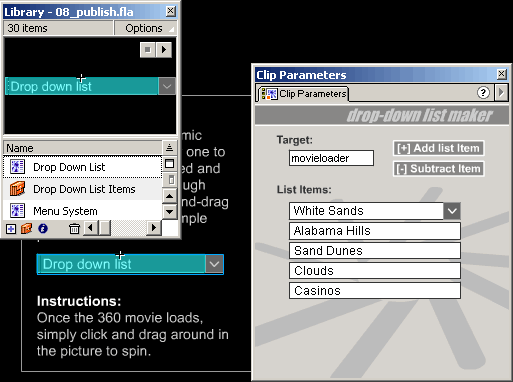 Library - 08_publish.fla
30 items
Options
Drop down list
Name
Drop Down List
Drop Down List Items
Menu System
mic
one to
ed and
ugh
nd-drag
mple
Drop down list
Instructions:
Once the 360 movie loads,
simply click and drag around in
the picture to spin.
Clip Parameters
Clip Parameters
?
drop-down list maker
Target:
movieloader
[+] Add list Item
[-] Subtract Item
List Items:
White Sands
Alabama Hills
Sand Dunes
Clouds
Casinos